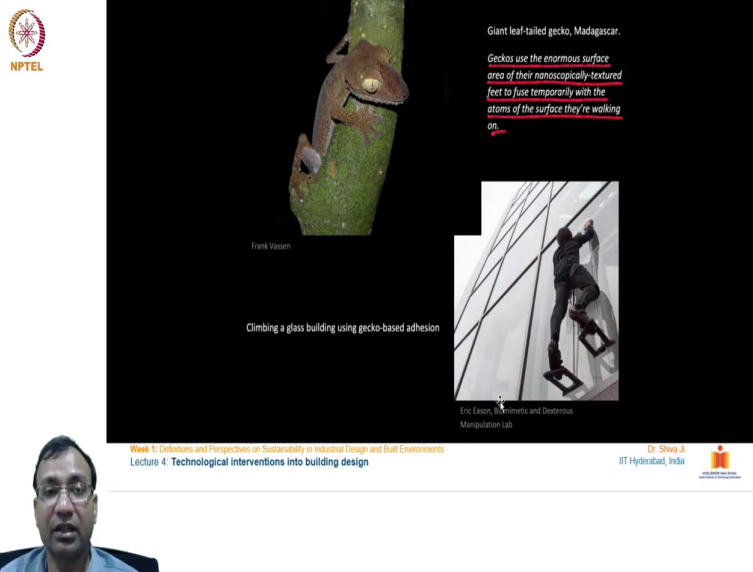 NPTEL
Giant leaf-tailed gecko, Madagascar.
Geckos use the enormous surface
area of their nanoscopically-textured
feet to fuse temporarily with the
atoms of the surface they're walking
on.
Frank Vassen
Climbing a glass building using gecko-based adhesion
Eric Eason, Biomimetic and Dexterous
Manipulation Lab
Week 1: Definitions and Perspectives on Sustainability in Industrial Design and Built Environments
Lecture 4: Technological interventions into building design
Dr. Shiva Ji
IIT Hyderabad, India